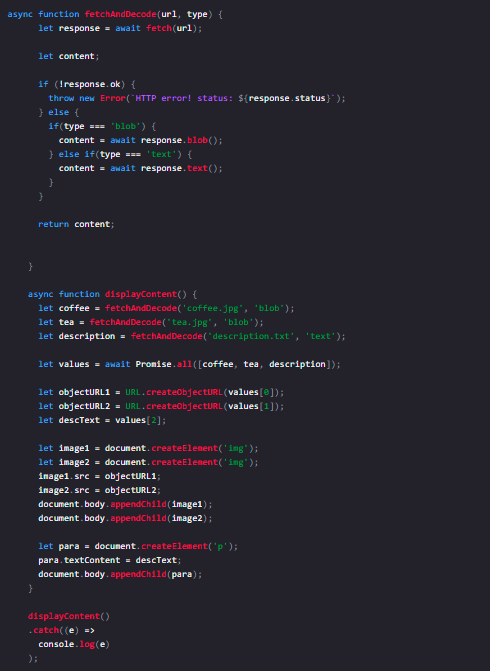 async function fetchAndDecode(url, type) {
let response = await fetch(url);
let content;
if (!response.ok) {
throw new Error(`HTTP error! status: ${response.status}`);
} else {
if(type === 'blob') {
content = await response.blob();
} else if(type === 'text') {
content = await response.text();
}
}
return content;
}
async function displayContent() {
let coffee = fetchAndDecode('coffee.jpg', 'blob');
let tea = fetchAndDecode('tea.jpg', 'blob');
let description = fetchAndDecode('description.txt', 'text');
let values = await Promise.all([coffee, tea, description]);
let objectURL1 = URL.createObjectURL(values[0]);
let objectURL2 = URL.createObjectURL(values[1]);
let descText = values[2];
let image1 = document.createElement('img');
let image2 = document.createElement('img');
image1.src = objectURL1;
image2.src = objectURL2;
document.body.appendChild(image1);
document.body.appendChild(image2);
let para = document.createElement('p');
para.textContent = descText;
document.body.appendChild(para);
}
displayContent()
.catch((e) =>
console.log(e)
);